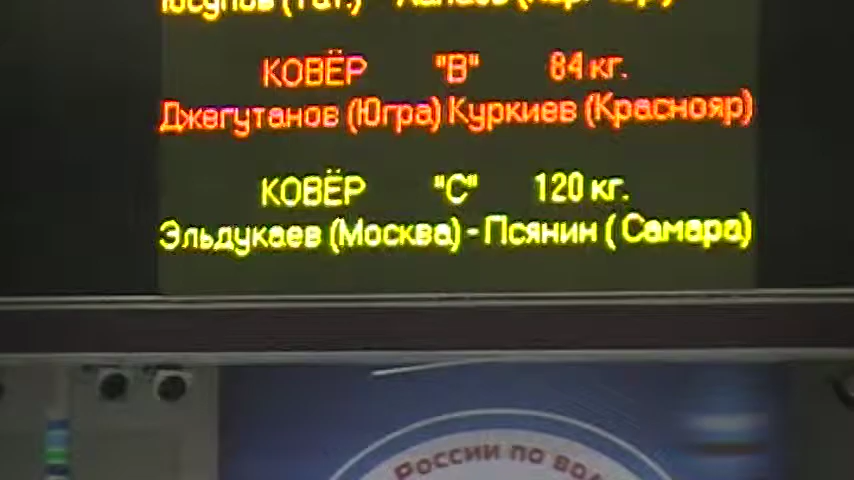 КОВЁР "В" 84 кг.
Джегутанов (Югра) Куркиев (Краснояр)
КОВЁР "С" 120 кг.
Эльдукаев (Москва) - Псянин ( Самара)
России по